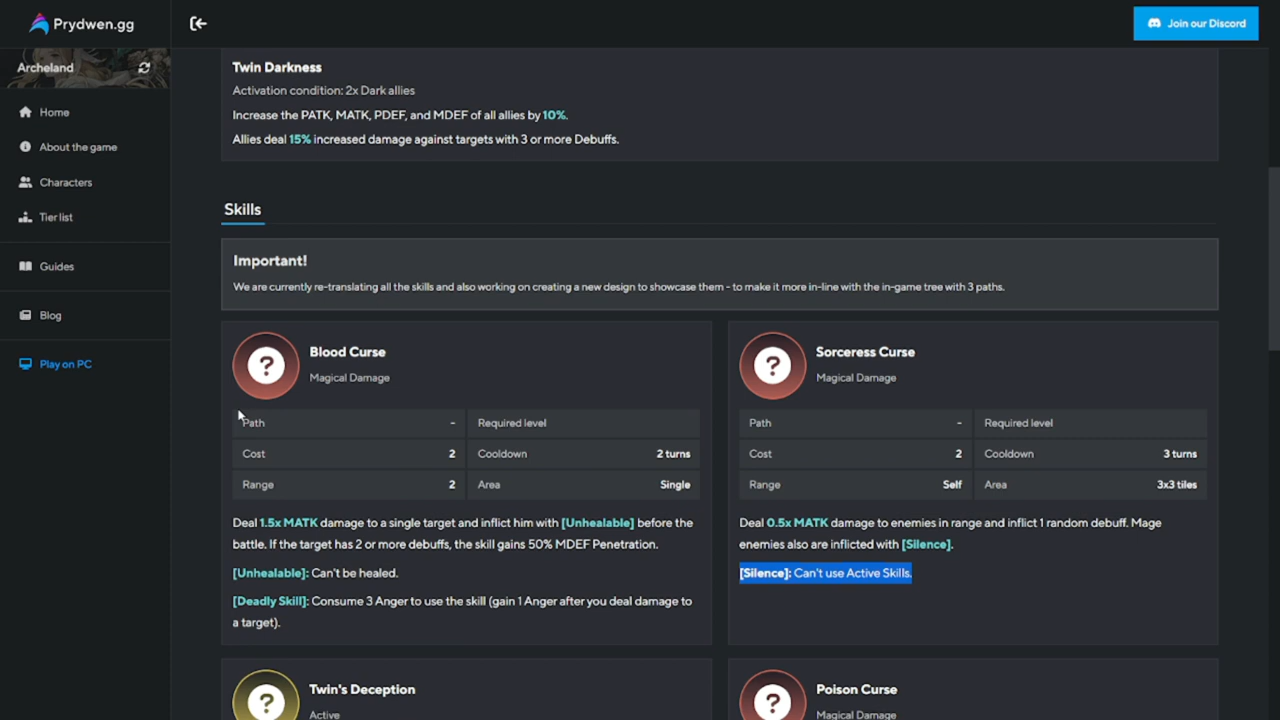 Prydwen.gg
Join our Discord
Archeland
Home
About the game
Characters
Tier list
Guides
Blog
Play on PC
Twin Darkness
Activation condition: 2x Dark allies
Increase the PATK, MATK, PDEF, and MDEF of all allies by 10%.
Allies deal 15% increased damage against targets with 3 or more Debuffs.
Skills
Important!
We are currently re-translating all the skills and also working on creating a new design to showcase them - to make it more in-line with the in-game tree with 3 paths.
?
Blood Curse
Magical Damage
Path - Required level
Cost 2 Cooldown 2 turns
Range 2 Area Single
Deal 1.5x MATK damage to a single target and inflict him with [Unhealable] before the
battle. If the target has 2 or more debuffs, the skill gains 50% MDEF Penetration.
[Unhealable]: Can't be healed.
[Deadly Skill]: Consume 3 Anger to use the skill (gain 1 Anger after you deal damage to
a target).
?
Sorceress Curse
Magical Damage
Path - Required level
Cost 2 Cooldown 3 turns
Range Self Area 3x3 tiles
Deal 0.5x MATK damage to enemies in range and inflict 1 random debuff. Mage
enemies also are inflicted with [Silence].
[Silence]: Can't use Active Skills.
?
Twin's Deception
Active
?
Poison Curse
Magical Damage